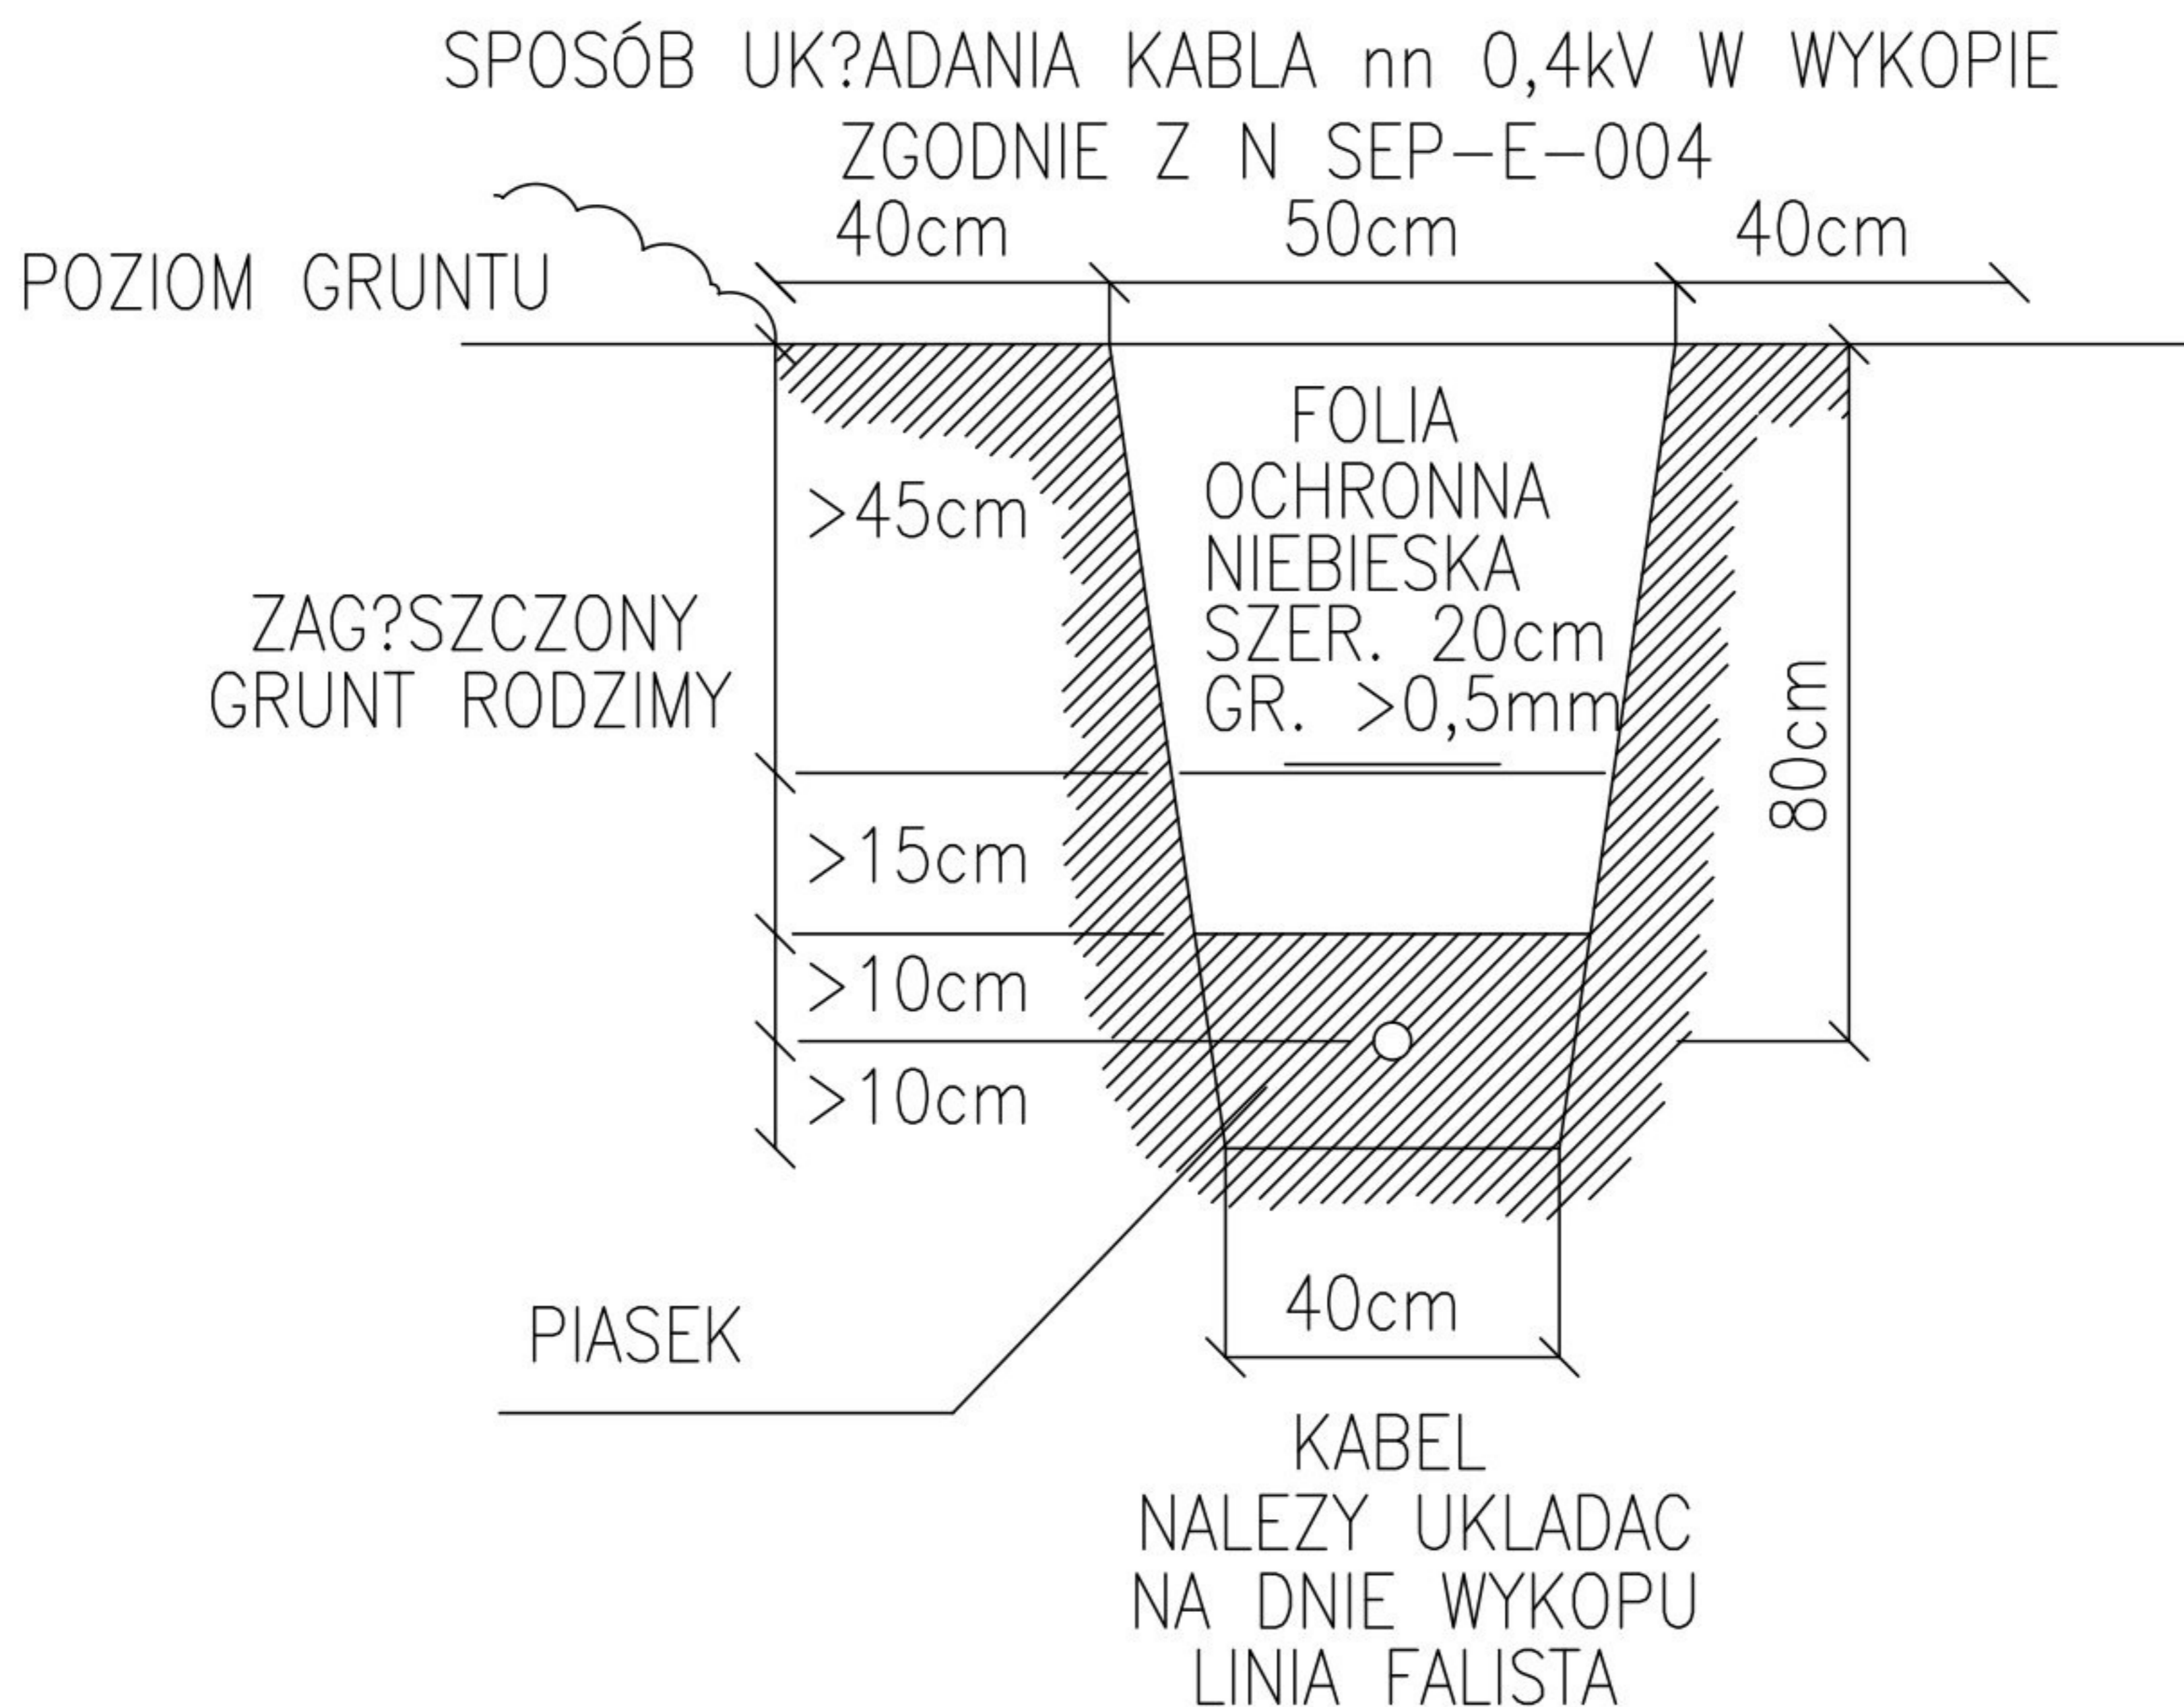 SPOSÓB UK?ADANIA KABLA nn 0,4kV W WYKOPIE
ZGODNIE Z N SEP-E-004
40cm 50cm 40cm
POZIOM GRUNTU
FOLIA
OCHRONNA
NIEBIESKA
SZER. 20cm
GR. >0,5mm
>45cm
ZAG?SZCZONY
GRUNT RODZIMY
80cm
>15cm
>10cm
>10cm
40cm
PIASEK
KABEL
NALEZY UKLADAC
NA DNIE WYKOPU
LINIA FALISTA